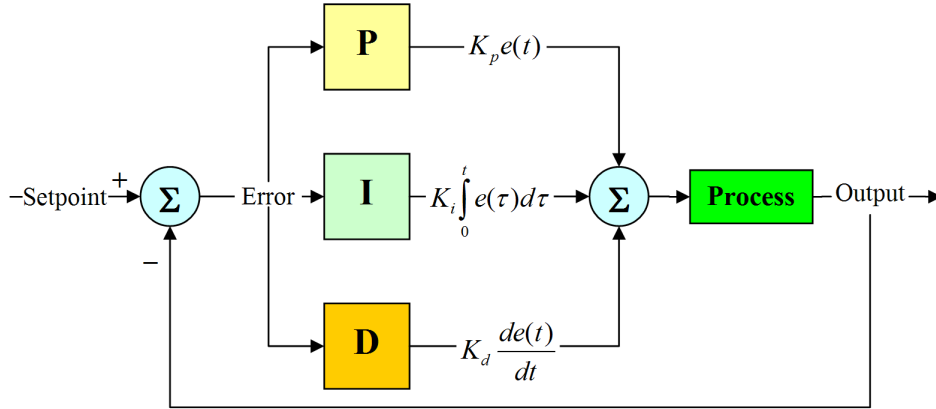 P
K_p e(t)
Setpoint
+
Σ
−
Error
I
K_i ∫_0^t e(τ)dτ
Σ
Process
Output
D
K_d de(t)/dt